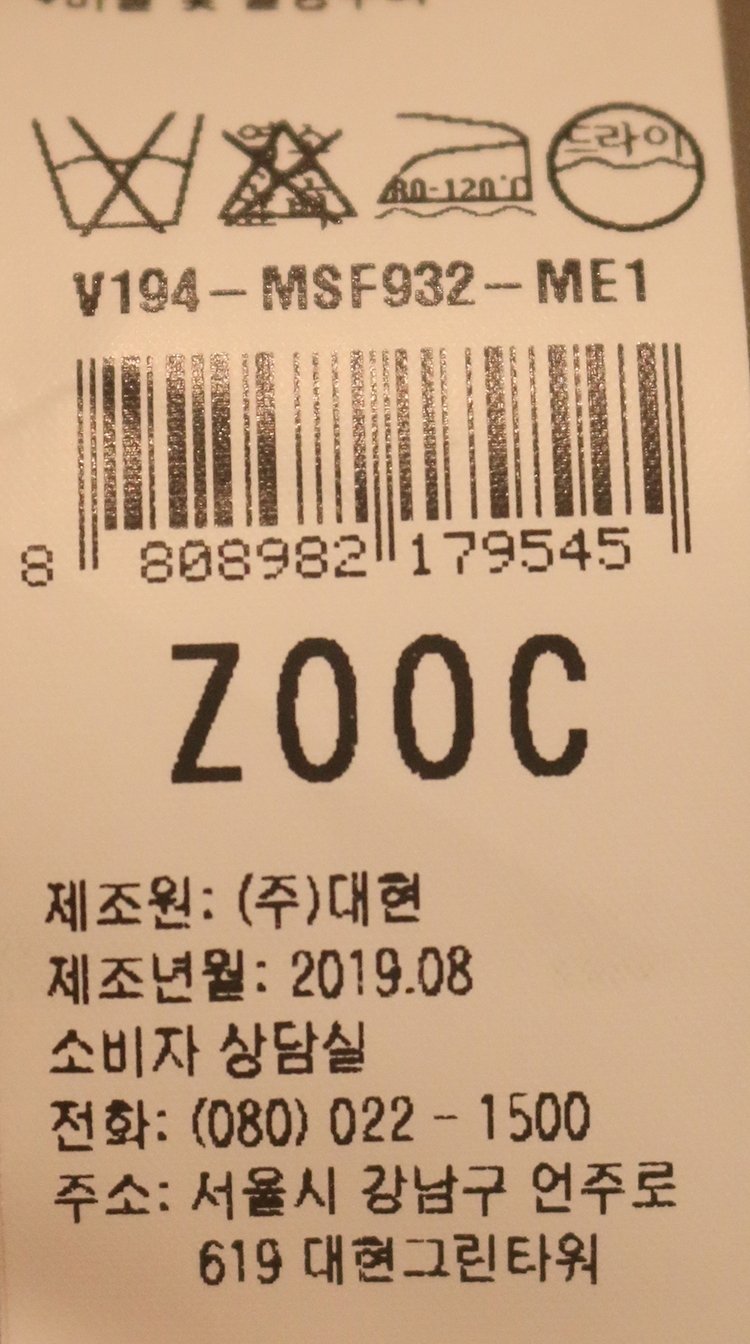 드라이
80-120℃
V194-MSF932-ME1
8 808982 179545
ZOOC
제조원: (주)대현
제조년월: 2019.08
소비자 상담실
전화: (080) 022-1500
주소: 서울시 강남구 언주로
619 대현그린타워